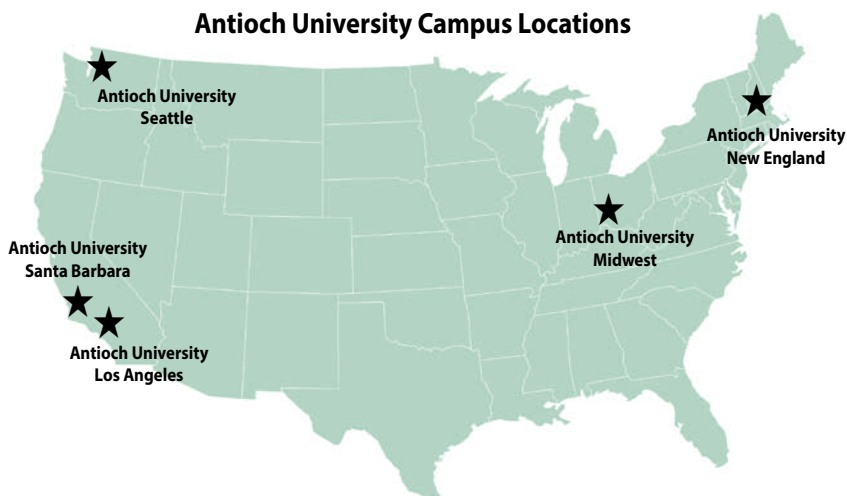 Antioch University Campus Locations
Antioch University
Seattle
Antioch University
New England
Antioch University
Midwest
Antioch University
Santa Barbara
Antioch University
Los Angeles